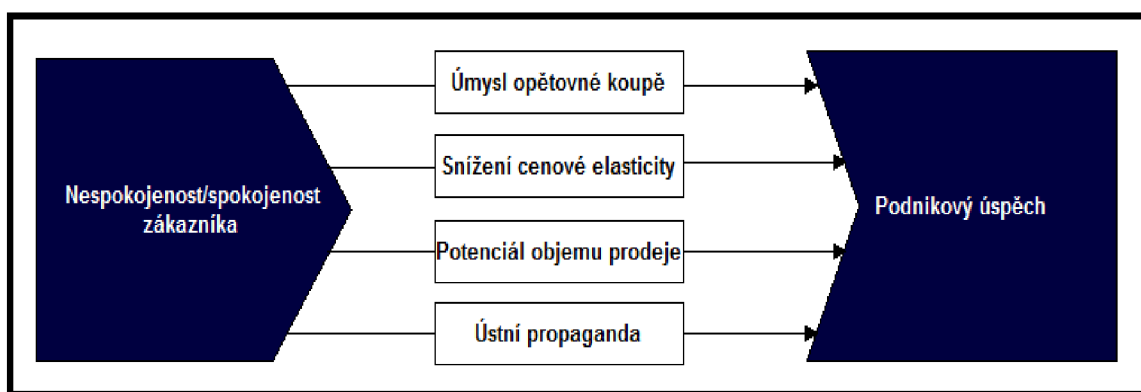 Nespokojenost/spokojenost
zákazníka
Úmysl opětovné koupě
Snížení cenové elasticity
Potenciál objemu prodeje
Ústní propaganda
Podnikový úspěch